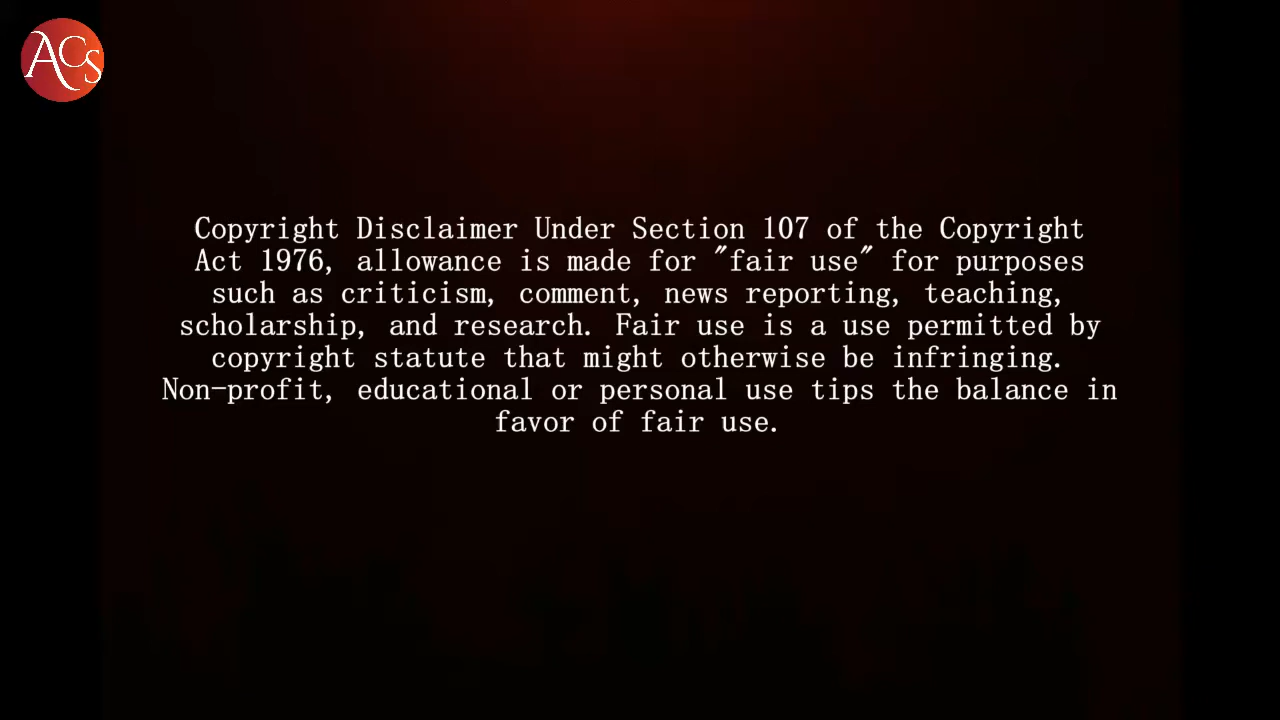 ACs
Copyright Disclaimer Under Section 107 of the Copyright
Act 1976, allowance is made for "fair use" for purposes
such as criticism, comment, news reporting, teaching,
scholarship, and research. Fair use is a use permitted by
copyright statute that might otherwise be infringing.
Non-profit, educational or personal use tips the balance in
favor of fair use.